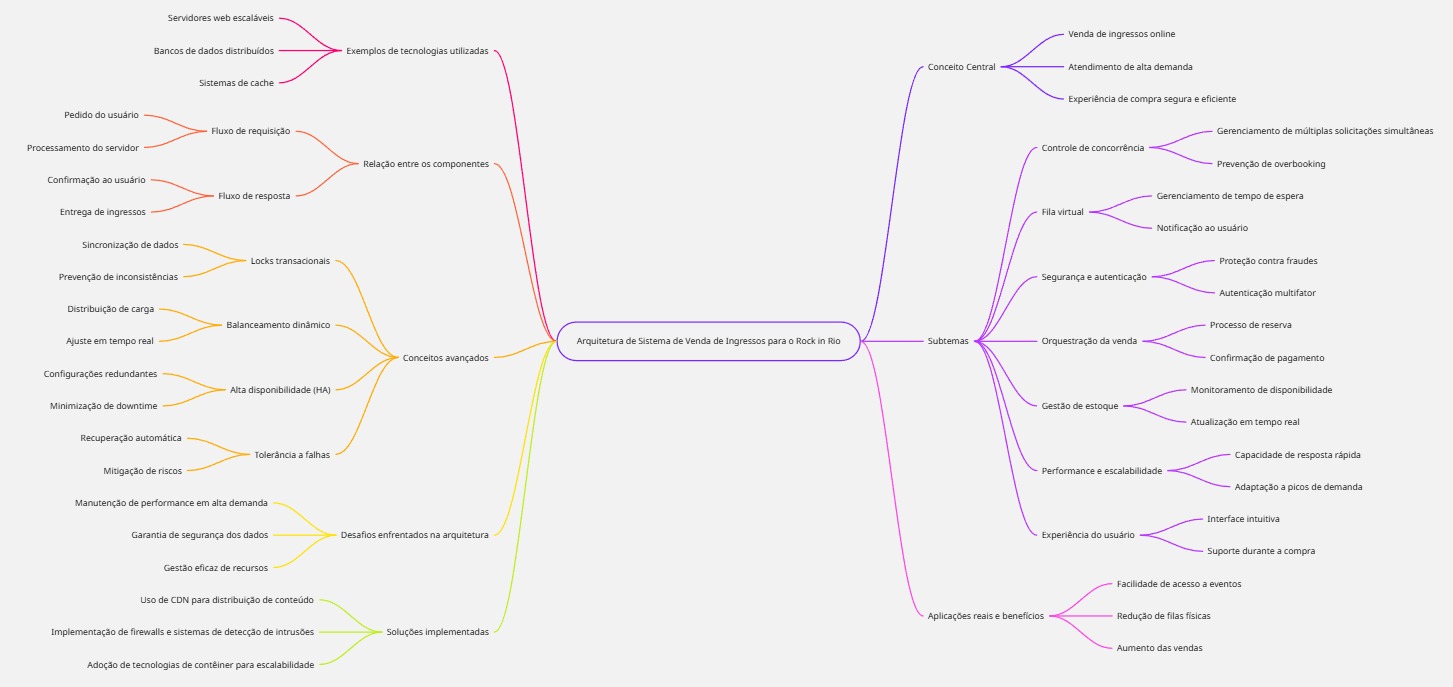 Arquitetura de Sistema de Venda de Ingressos para o Rock in Rio
Conceito Central
Venda de ingressos online
Atendimento de alta demanda
Experiência de compra segura e eficiente
Subtemas
Controle de concorrência
Gerenciamento de múltiplas solicitações simultâneas
Prevenção de overbooking
Fila virtual
Gerenciamento de tempo de espera
Notificação ao usuário
Segurança e autenticação
Proteção contra fraudes
Autenticação multifator
Orquestração da venda
Processo de reserva
Confirmação de pagamento
Gestão de estoque
Monitoramento de disponibilidade
Atualização em tempo real
Performance e escalabilidade
Capacidade de resposta rápida
Adaptação a picos de demanda
Experiência do usuário
Interface intuitiva
Suporte durante a compra
Aplicações reais e benefícios
Facilidade de acesso a eventos
Redução de filas físicas
Aumento das vendas
Exemplos de tecnologias utilizadas
Servidores web escaláveis
Bancos de dados distribuídos
Sistemas de cache
Relação entre os componentes
Fluxo de requisição
Pedido do usuário
Processamento do servidor
Fluxo de resposta
Confirmação ao usuário
Entrega de ingressos
Conceitos avançados
Locks transacionais
Sincronização de dados
Prevenção de inconsistências
Balanceamento dinâmico
Distribuição de carga
Ajuste em tempo real
Alta disponibilidade (HA)
Configurações redundantes
Minimização de downtime
Tolerância a falhas
Recuperação automática
Mitigação de riscos
Desafios enfrentados na arquitetura
Manutenção de performance em alta demanda
Garantia de segurança dos dados
Gestão eficaz de recursos
Soluções implementadas
Uso de CDN para distribuição de conteúdo
Implementação de firewalls e sistemas de detecção de intrusões
Adoção de tecnologias de contêiner para escalabilidade